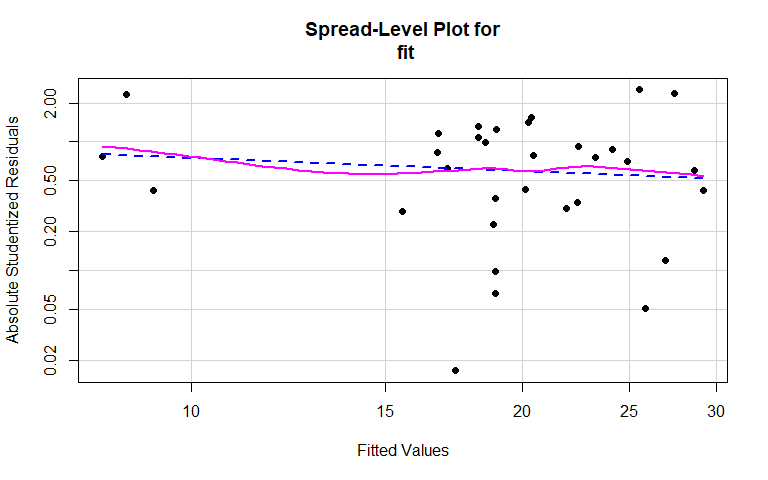 Spread-Level Plot for
fit
Absolute Studentized Residuals
2.00
0.50
0.20
0.05
0.02
10
15
20
25
30
Fitted Values